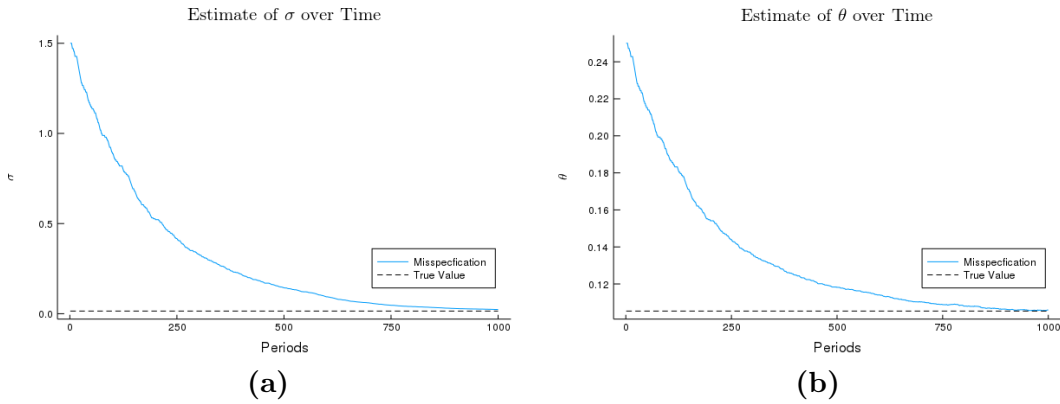 Estimate of σ over Time
1.5
1.0
0.5
0.0
σ
0
250
500
750
1000
Periods
Misspecfication
True Value
(a)
Estimate of θ over Time
0.24
0.22
0.20
0.18
0.16
0.14
0.12
θ
0
250
500
750
1000
Periods
Misspecfication
True Value
(b)